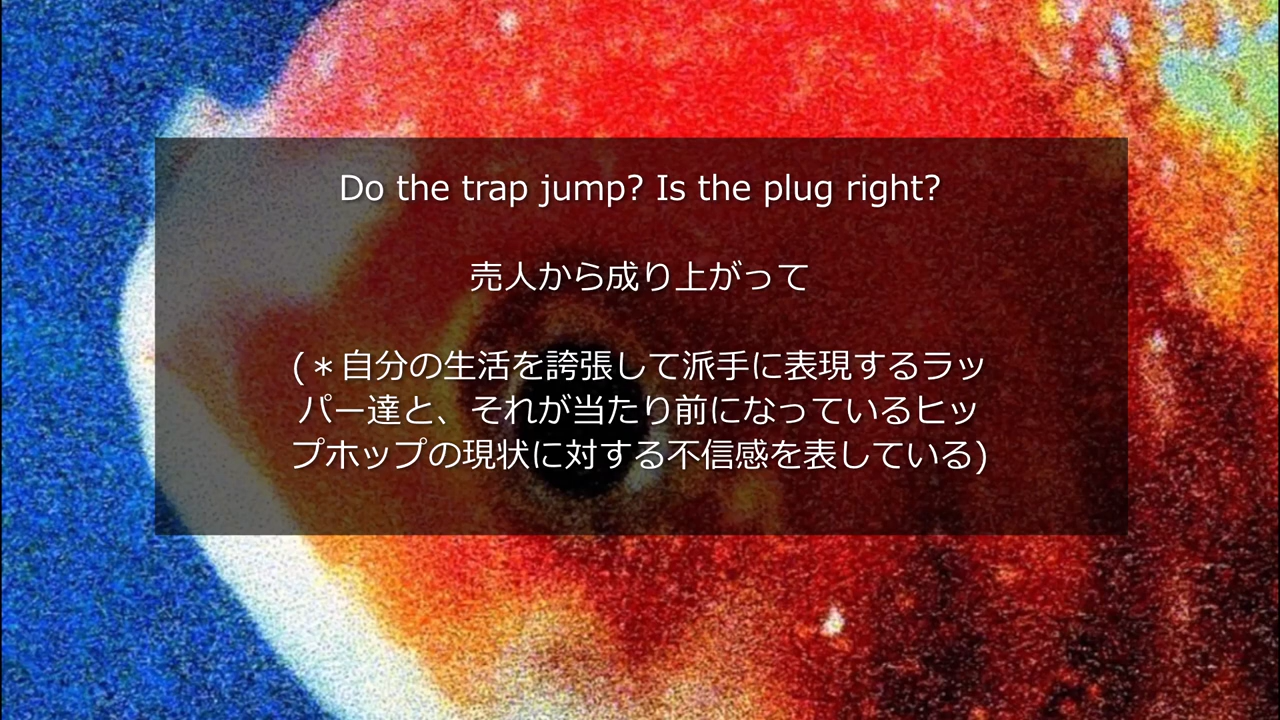 Do the trap jump? Is the plug right?
売人から成り上がって
(＊自分の生活を誇張して派手に表現するラッ
パー達と、それが当たり前になっているヒッ
プホップの現状に対する不信感を表している)